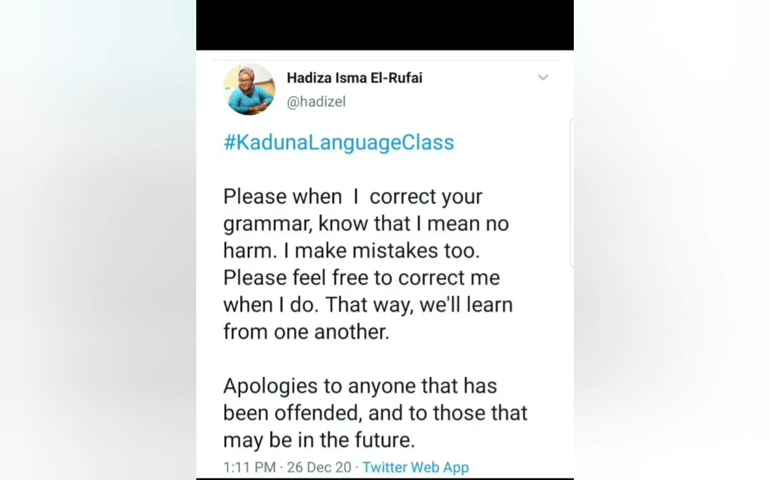 Hadiza Isma El-Rufai
@hadizel
#KadunaLanguageClass
Please when I correct your
grammar, know that I mean no
harm. I make mistakes too.
Please feel free to correct me
when I do. That way, we'll learn
from one another.
Apologies to anyone that has
been offended, and to those that
may be in the future.
1:11 PM · 26 Dec 20 · Twitter Web App